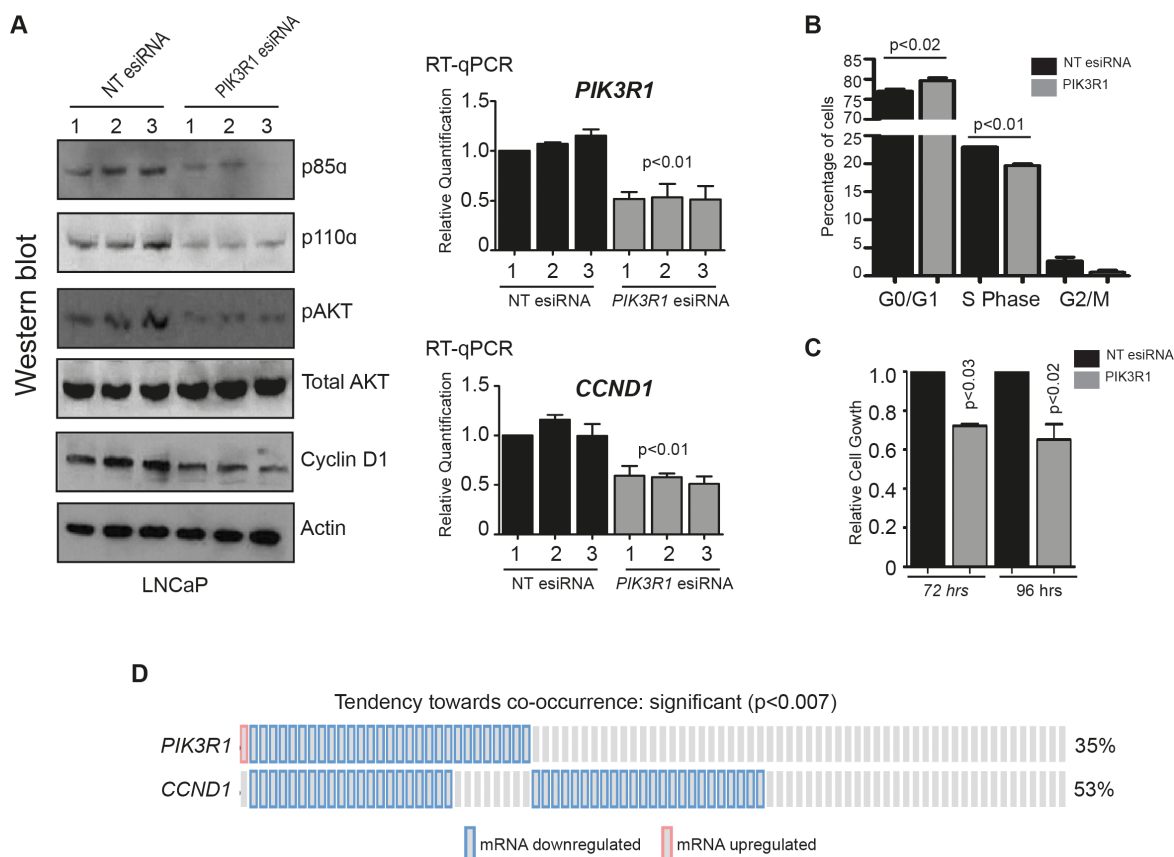 A
NT esiRNA
PIK3R1 esiRNA
1 2 3 1 2 3
Western blot
p85α
p110α
pAKT
Total AKT
Cyclin D1
Actin
LNCaP
RT-qPCR
PIK3R1
Relative Quantification
1.5
1.0
0.5
0
p<0.01
1 2 3 1 2 3
NT esiRNA PIK3R1 esiRNA
RT-qPCR
CCND1
Relative Quantification
1.5
1.0
0.5
0
p<0.01
1 2 3 1 2 3
NT esiRNA PIK3R1 esiRNA
B
NT esiRNA
PIK3R1
Percentage of cells
85
80
75
25
20
15
10
5
0
p<0.02
p<0.01
G0/G1 S Phase G2/M
C
NT esiRNA
PIK3R1
Relative Cell Gowth
1.0
0.8
0.6
0.4
0.2
0
p<0.03
p<0.02
72 hrs 96 hrs
D
Tendency towards co-occurrence: significant (p<0.007)
PIK3R1 35%
CCND1 53%
mRNA downregulated mRNA upregulated